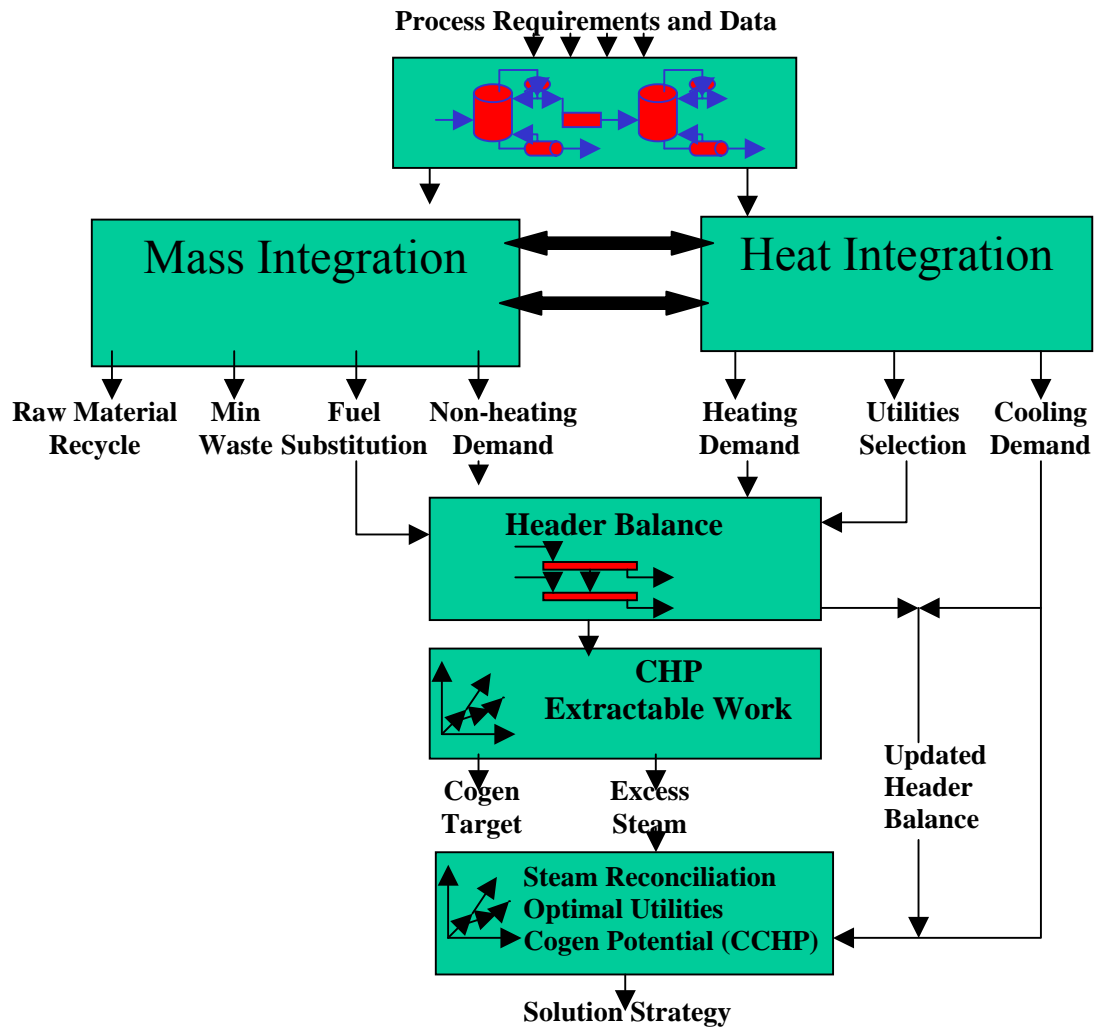 Process Requirements and Data
Mass Integration
Heat Integration
Raw Material
Recycle
Min
Waste
Fuel
Substitution
Non-heating
Demand
Heating
Demand
Utilities
Selection
Cooling
Demand
Header Balance
CHP
Extractable Work
Updated
Header
Balance
Cogen
Target
Excess
Steam
Steam Reconciliation
Optimal Utilities
Cogen Potential (CCHP)
Solution Strategy